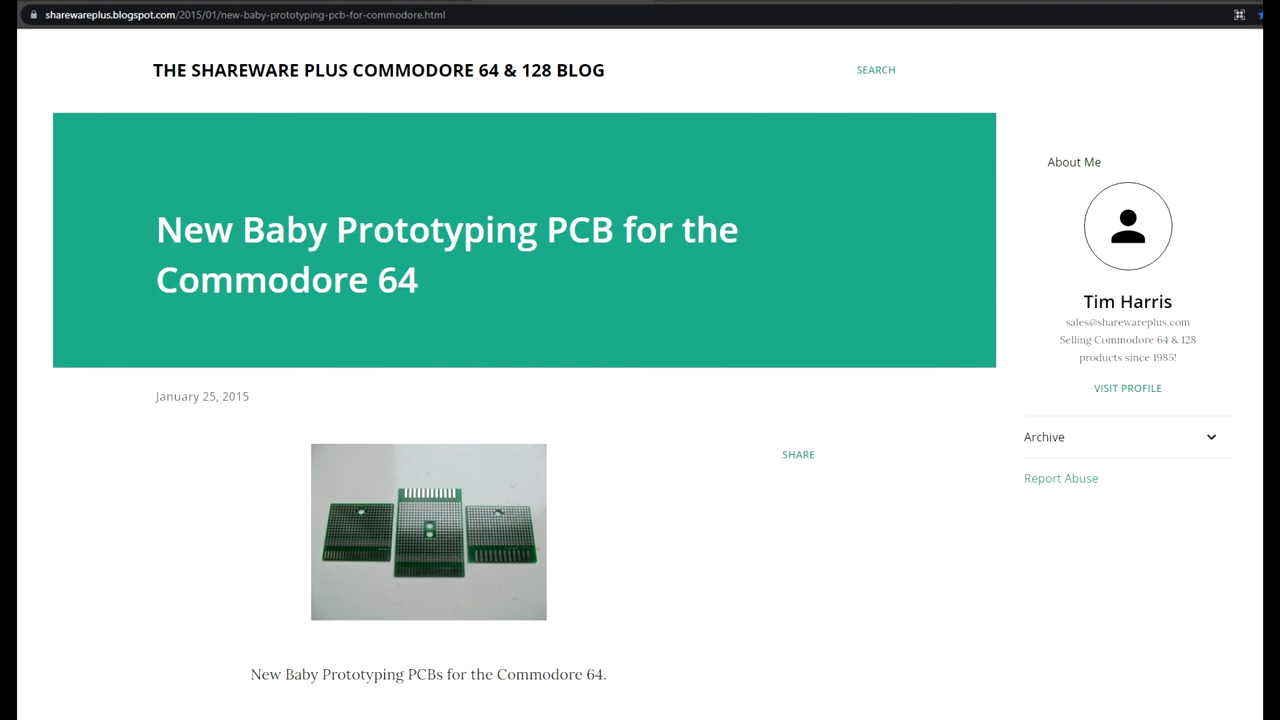 sharewareplus.blogspot.com/2015/01/new-baby-prototyping-pcb-for-commodore.html
THE SHAREWARE PLUS COMMODORE 64 & 128 BLOG
SEARCH
New Baby Prototyping PCB for the
Commodore 64
January 25, 2015
SHARE
New Baby Prototyping PCBs for the Commodore 64.
About Me
Tim Harris
sales@sharewareplus.com
Selling Commodore 64 & 128
products since 1985!
VISIT PROFILE
Archive
Report Abuse